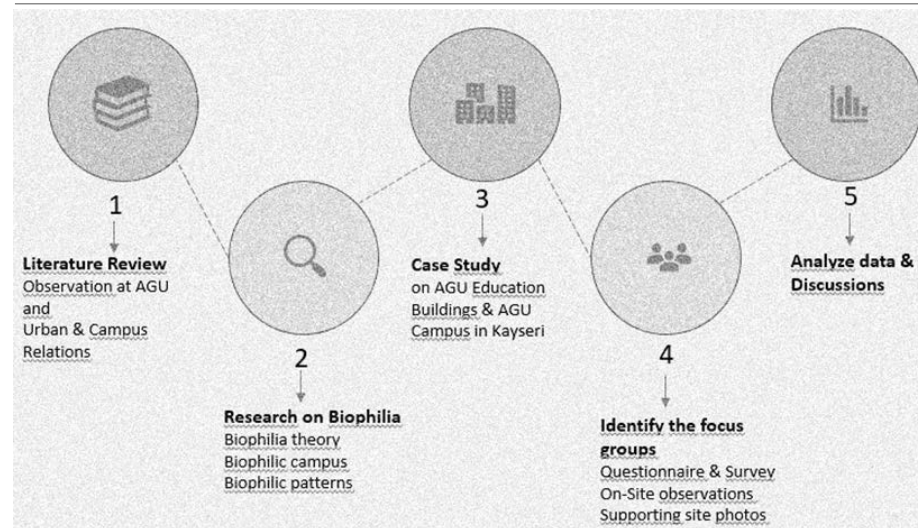 1
Literature Review
Observation at AGU
and
Urban & Campus
Relations
2
Research on Biophilia
Biophilia theory
Biophilic campus
Biophilic patterns
3
Case Study
on AGU Education
Buildings & AGU
Campus in Kayseri
4
Identify the focus
groups
Questionnaire & Survey
On-Site observations
Supporting site photos
5
Analyze data &
Discussions